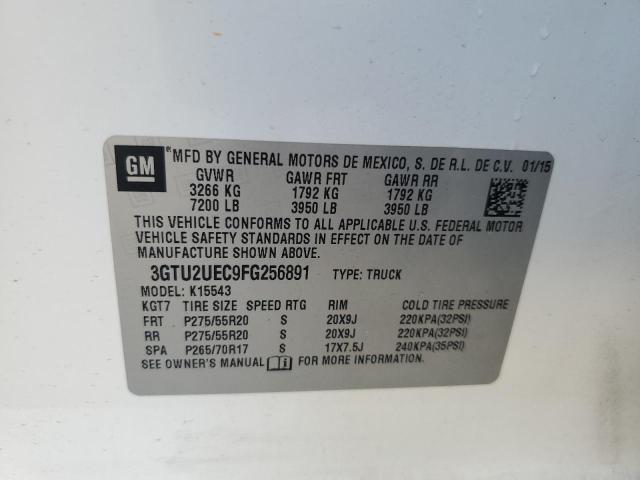 GM MFD BY GENERAL MOTORS DE MEXICO, S. DE R.L. DE C.V. 01/15
GVWR GAWR FRT GAWR RR
3266 KG 1792 KG 1792 KG
7200 LB 3950 LB 3950 LB
THIS VEHICLE CONFORMS TO ALL APPLICABLE U.S. FEDERAL MOTOR
VEHICLE SAFETY STANDARDS IN EFFECT ON THE DATE OF
MANUFACTURE SHOWN ABOVE.
3GTU2UEC9FG256891 TYPE: TRUCK
MODEL: K15543
KGT7 TIRE SIZE SPEED RTG RIM COLD TIRE PRESSURE
FRT P275/55R20 S 20X9J 220KPA(32PSI)
RR P275/55R20 S 20X9J 220KPA(32PSI)
SPA P265/70R17 S 17X7.5J 240KPA(35PSI)
SEE OWNER'S MANUAL FOR MORE INFORMATION.